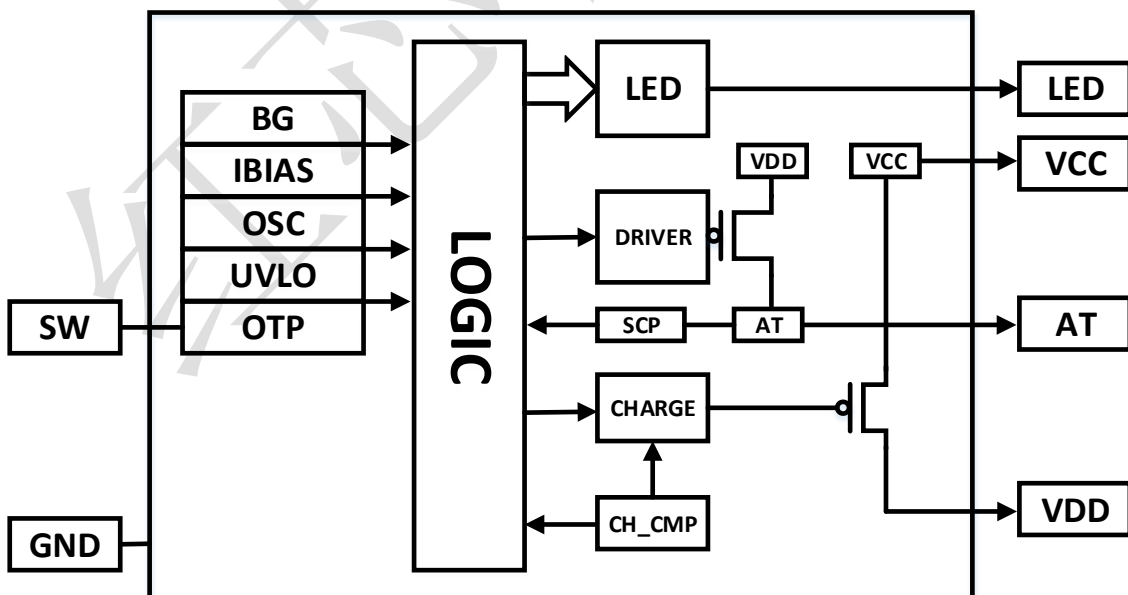 BG
IBIAS
OSC
UVLO
OTP
SW
GND
LOGIC
LED
VDD
VCC
DRIVER
SCP
AT
CHARGE
CH_CMP
LED
VCC
AT
VDD